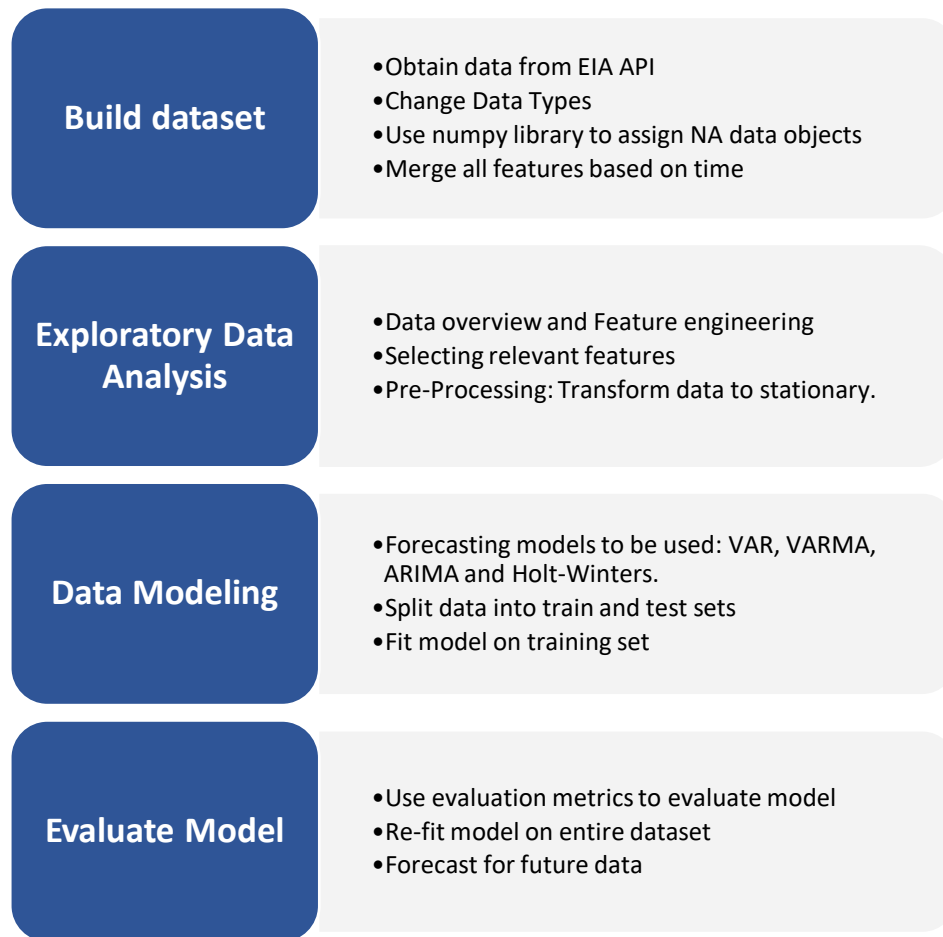 Build dataset
•Obtain data from EIA API
•Change Data Types
•Use numpy library to assign NA data objects
•Merge all features based on time
Exploratory Data
Analysis
•Data overview and Feature engineering
•Selecting relevant features
•Pre-Processing: Transform data to stationary.
Data Modeling
•Forecasting models to be used: VAR, VARMA,
ARIMA and Holt-Winters.
•Split data into train and test sets
•Fit model on training set
Evaluate Model
•Use evaluation metrics to evaluate model
•Re-fit model on entire dataset
•Forecast for future data